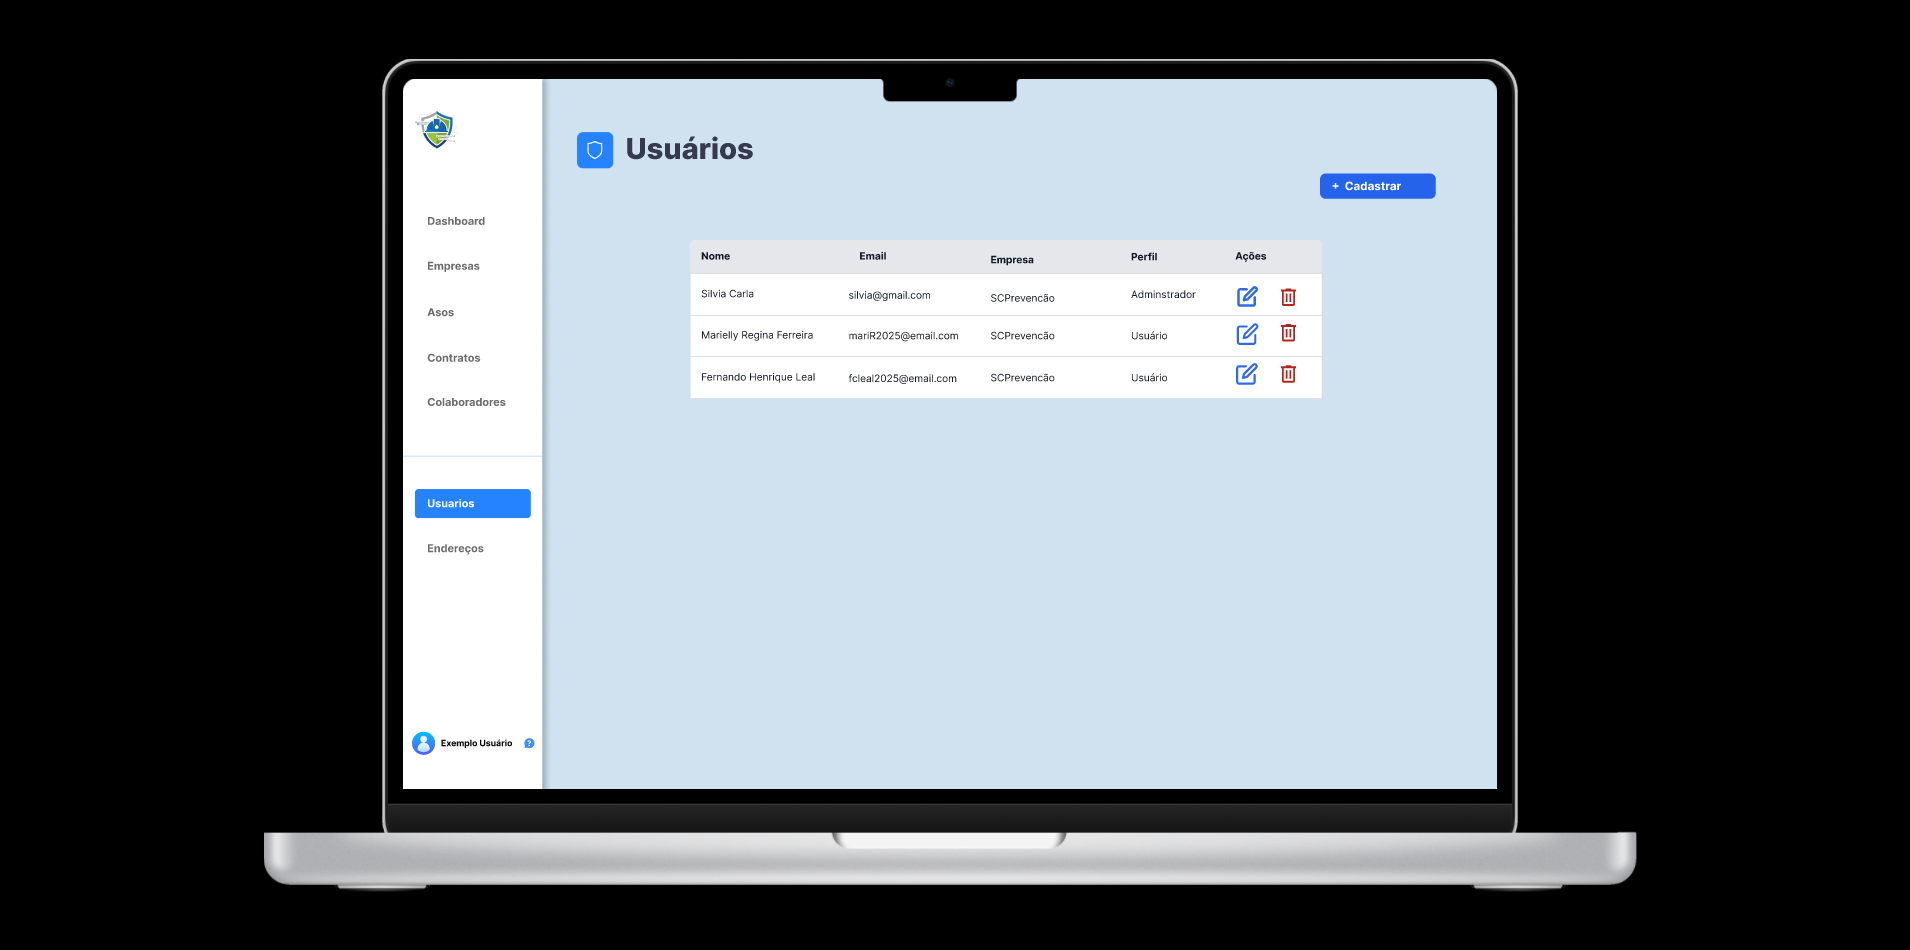 Usuários
+ Cadastrar
Dashboard
Empresas
Asos
Contratos
Colaboradores
Usuarios
Endereços
Exemplo Usuário ?
Nome Email Empresa Perfil Ações
Silvia Carla silvia@gmail.com SCPrevencão Adminstrador
Marielly Regina Ferreira mariR2025@email.com SCPrevencão Usuário
Fernando Henrique Leal fcleal2025@email.com SCPrevencão Usuário